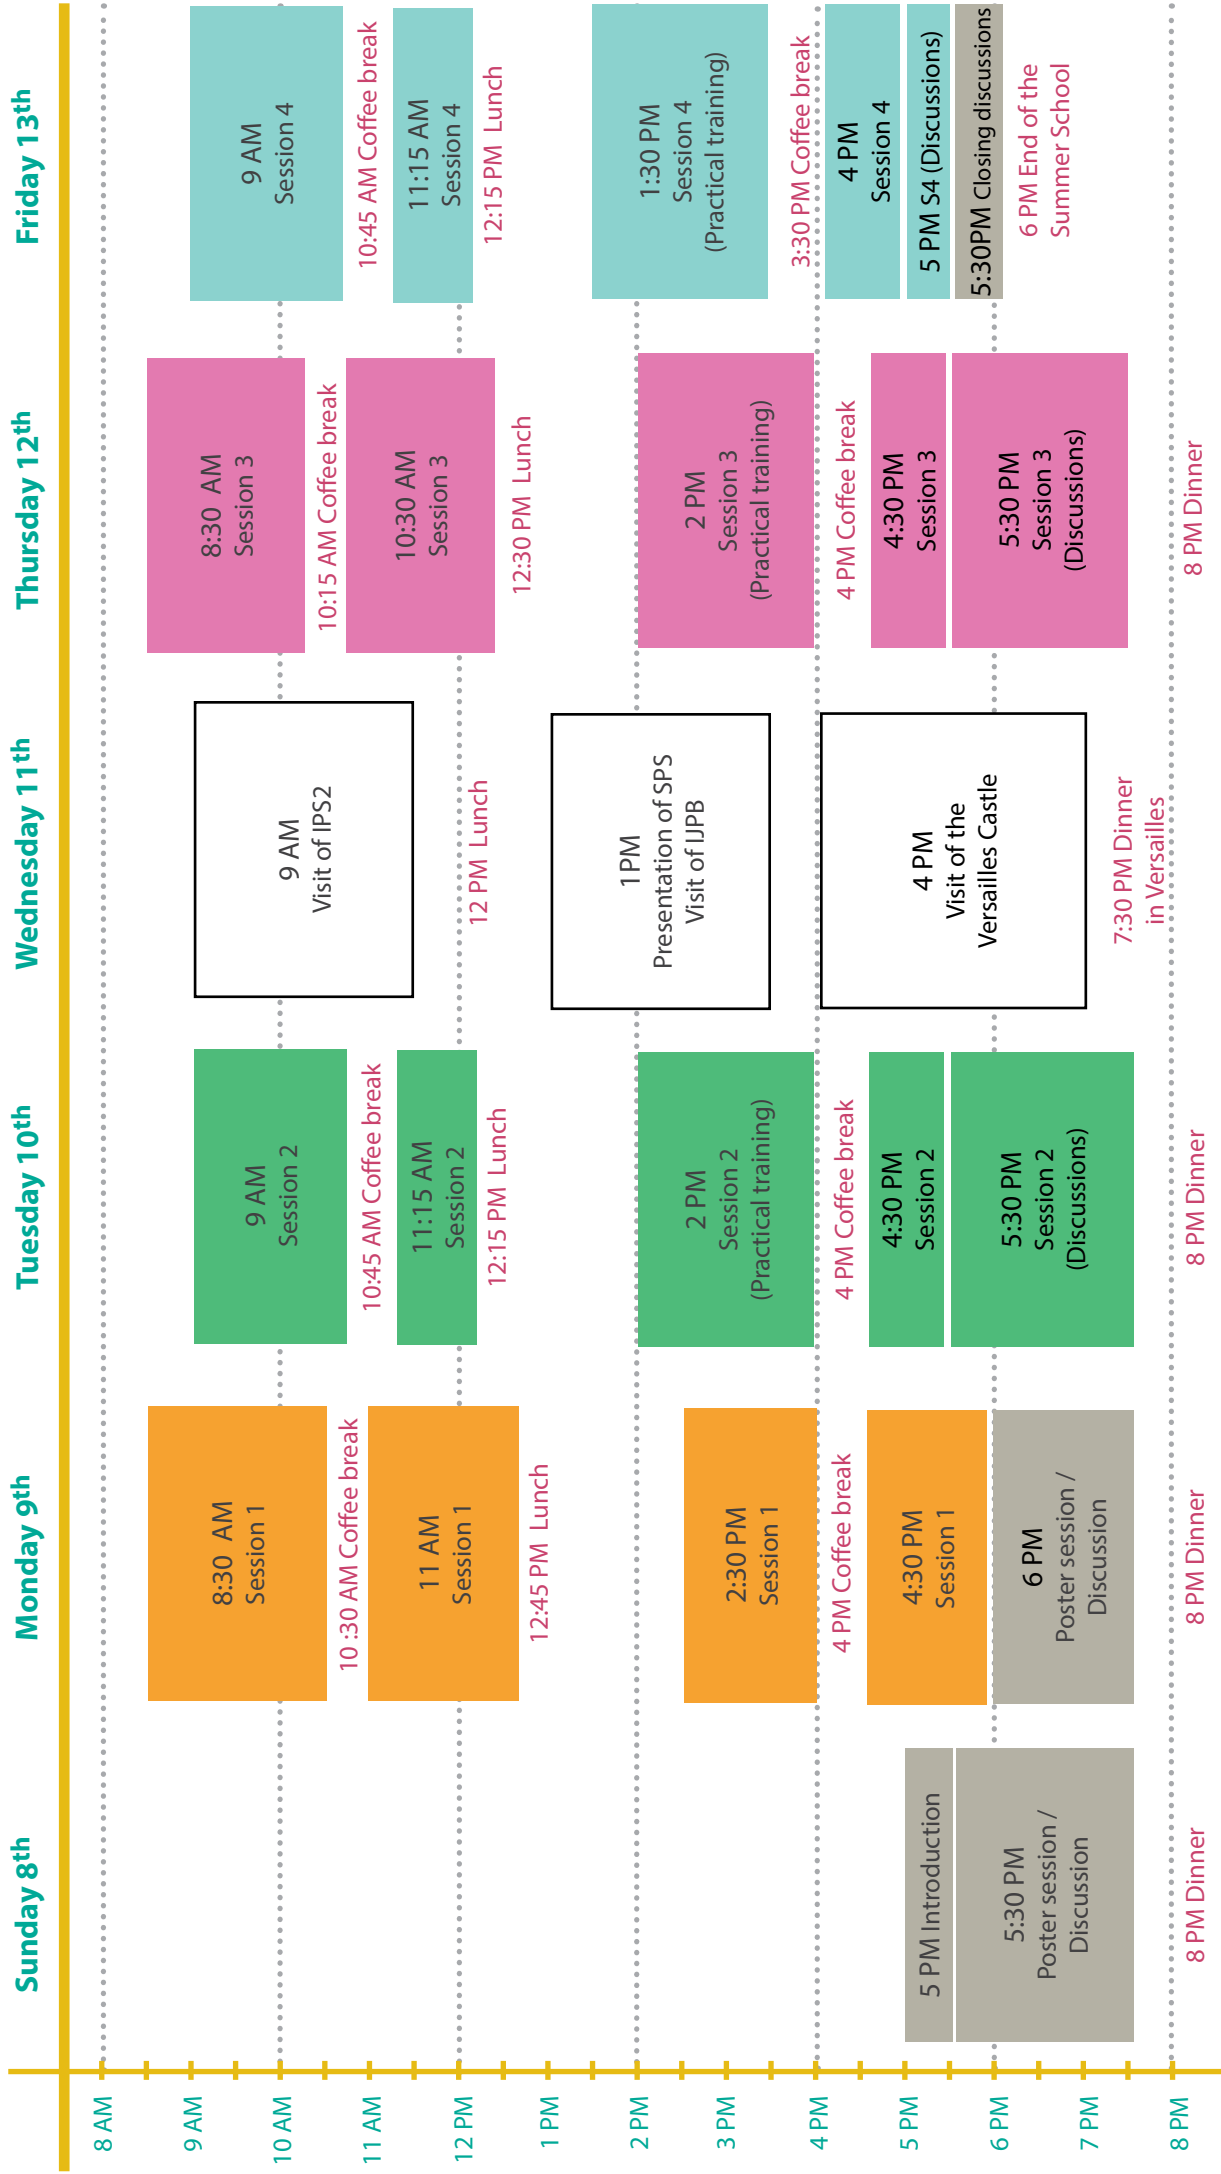 Sunday 8th
Monday 9th
Tuesday 10th
Wednesday 11th
Thursday 12th
Friday 13th
8 AM
9 AM
10 AM
11 AM
12 PM
1 PM
2 PM
3 PM
4 PM
5 PM
6 PM
7 PM
8 PM
5 PM Introduction
5:30 PM
Poster session /
Discussion
8 PM Dinner
8:30 AM
Session 1
10 :30 AM Coffee break
11 AM
Session 1
12:45 PM Lunch
2:30 PM
Session 1
4 PM Coffee break
4:30 PM
Session 1
6 PM
Poster session /
Discussion
8 PM Dinner
9 AM
Session 2
10:45 AM Coffee break
11:15 AM
Session 2
12:15 PM Lunch
2 PM
Session 2
(Practical training)
4 PM Coffee break
4:30 PM
Session 2
5:30 PM
Session 2
(Discussions)
8 PM Dinner
9 AM
Visit of IPS2
12 PM Lunch
1PM
Presentation of SPS
Visit of IJPB
4 PM
Visit of the
Versailles Castle
7:30 PM Dinner
in Versailles
8:30 AM
Session 3
10:15 AM Coffee break
10:30 AM
Session 3
12:30 PM Lunch
2 PM
Session 3
(Practical training)
4 PM Coffee break
4:30 PM
Session 3
5:30 PM
Session 3
(Discussions)
8 PM Dinner
9 AM
Session 4
10:45 AM Coffee break
11:15 AM
Session 4
12:15 PM Lunch
1:30 PM
Session 4
(Practical training)
3:30 PM Coffee break
4 PM
Session 4
5 PM S4 (Discussions)
5:30PM Closing discussions
6 PM End of the
Summer School